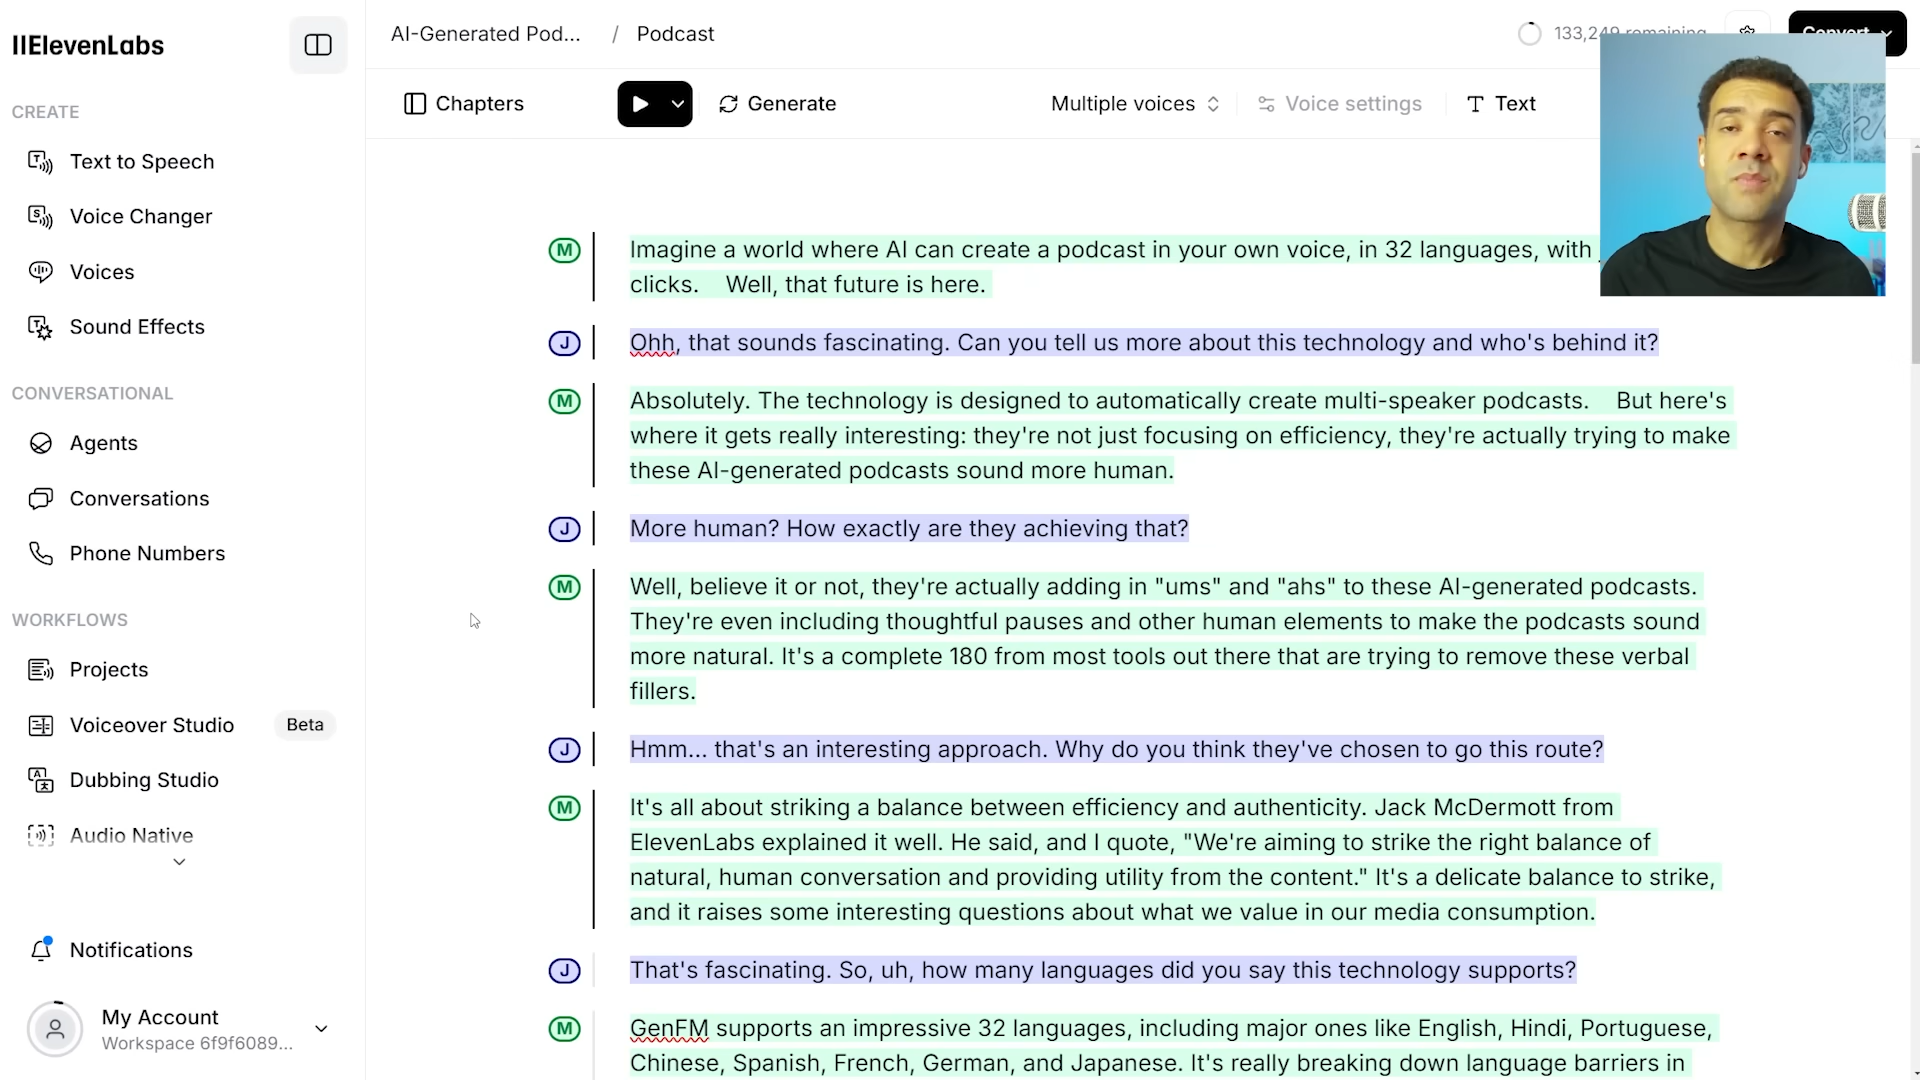 IIElevenLabs
CREATE
Text to Speech
Voice Changer
Voices
Sound Effects
CONVERSATIONAL
Agents
Conversations
Phone Numbers
WORKFLOWS
Projects
Voiceover Studio Beta
Dubbing Studio
Audio Native
Notifications
My Account
Workspace 6f9f6089...
AI-Generated Pod... / Podcast
133,249 remaining
Convert
Chapters
Generate
Multiple voices
Voice settings
Text
M Imagine a world where AI can create a podcast in your own voice, in 32 languages, with
clicks. Well, that future is here.
J Ohh, that sounds fascinating. Can you tell us more about this technology and who's behind it?
M Absolutely. The technology is designed to automatically create multi-speaker podcasts. But here's
where it gets really interesting: they're not just focusing on efficiency, they're actually trying to make
these AI-generated podcasts sound more human.
J More human? How exactly are they achieving that?
M Well, believe it or not, they're actually adding in "ums" and "ahs" to these AI-generated podcasts.
They're even including thoughtful pauses and other human elements to make the podcasts sound
more natural. It's a complete 180 from most tools out there that are trying to remove these verbal
fillers.
J Hmm... that's an interesting approach. Why do you think they've chosen to go this route?
M It's all about striking a balance between efficiency and authenticity. Jack McDermott from
ElevenLabs explained it well. He said, and I quote, "We're aiming to strike the right balance of
natural, human conversation and providing utility from the content." It's a delicate balance to strike,
and it raises some interesting questions about what we value in our media consumption.
J That's fascinating. So, uh, how many languages did you say this technology supports?
M GenFM supports an impressive 32 languages, including major ones like English, Hindi, Portuguese,
Chinese, Spanish, French, German, and Japanese. It's really breaking down language barriers in